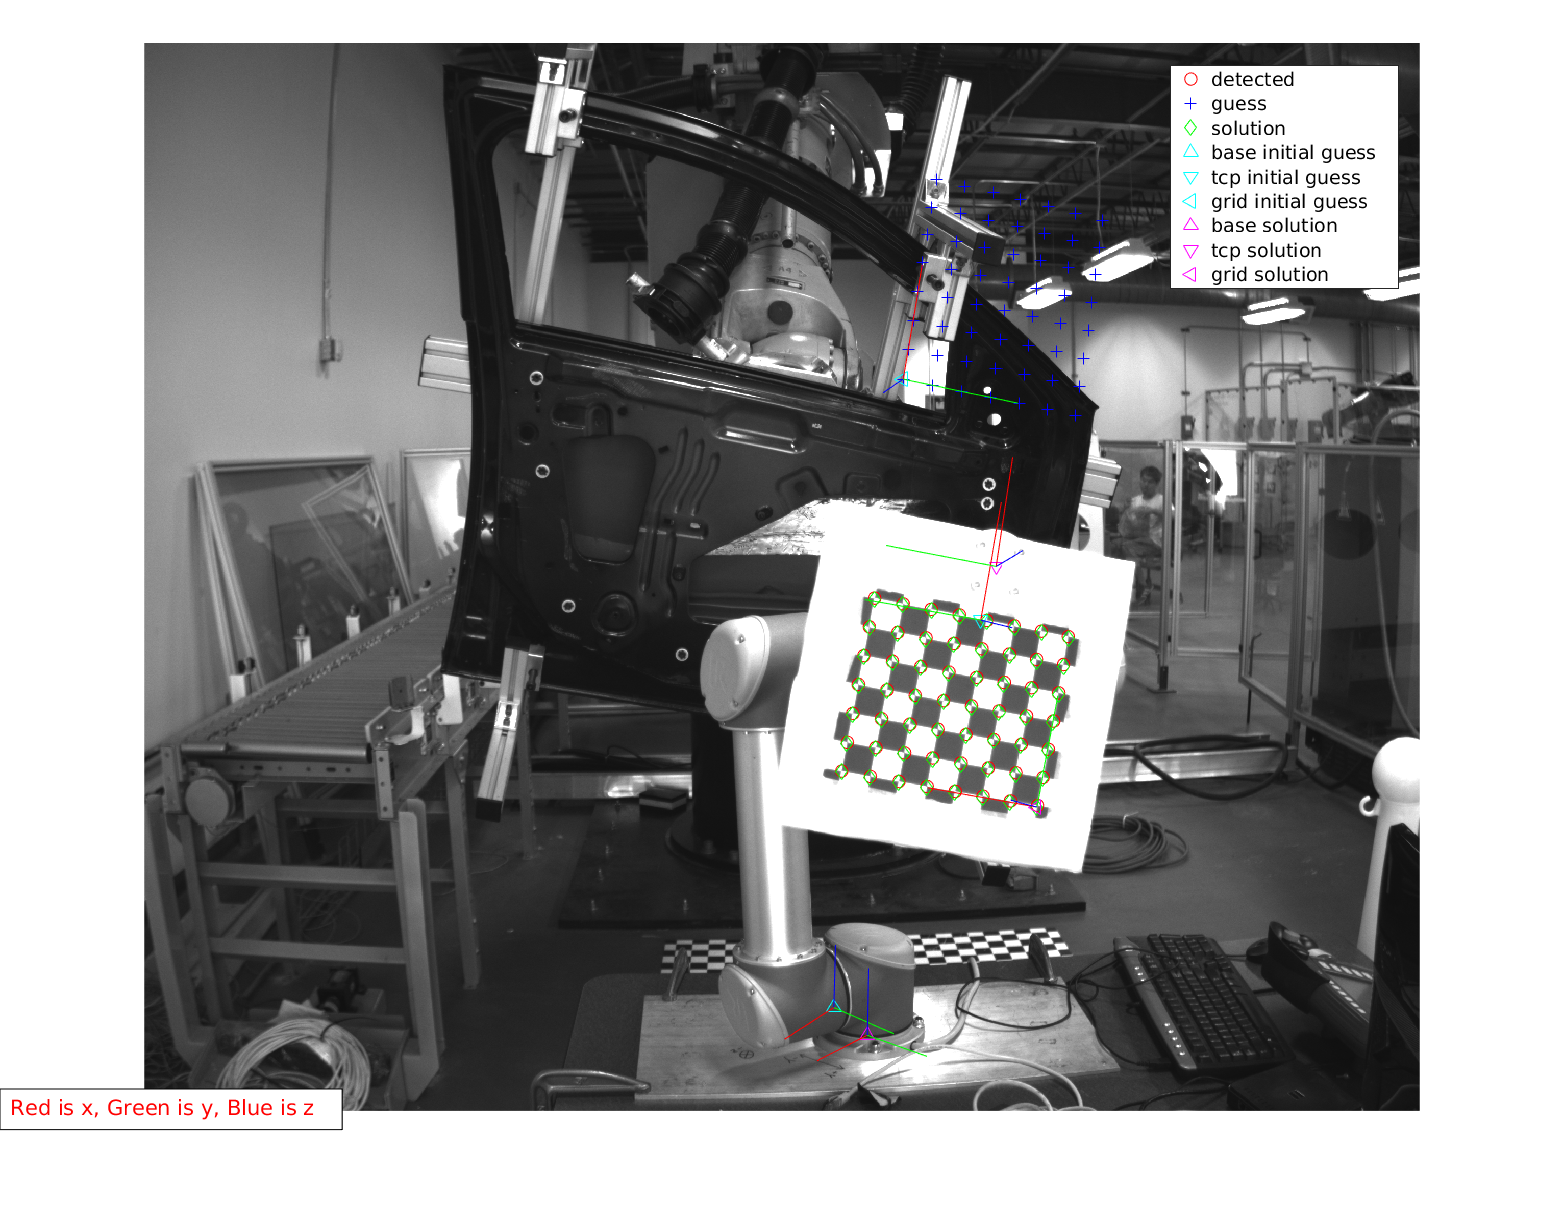 detected
guess
solution
base initial guess
tcp initial guess
grid initial guess
base solution
tcp solution
grid solution
Red is x, Green is y, Blue is z